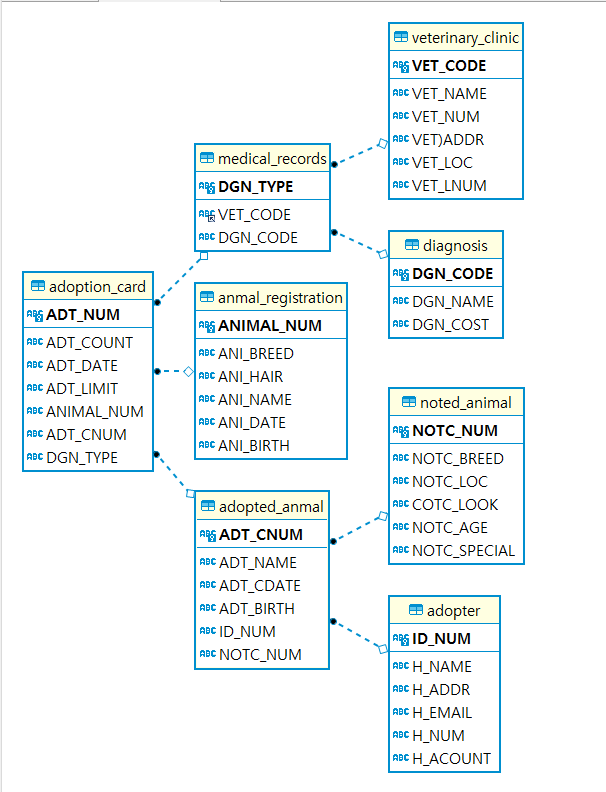 veterinary_clinic
VET_CODE
VET_NAME
VET_NUM
VET)ADDR
VET_LOC
VET_LNUM
medical_records
DGN_TYPE
VET_CODE
DGN_CODE
diagnosis
DGN_CODE
DGN_NAME
DGN_COST
adoption_card
ADT_NUM
ADT_COUNT
ADT_DATE
ADT_LIMIT
ANIMAL_NUM
ADT_CNUM
DGN_TYPE
anmal_registration
ANIMAL_NUM
ANI_BREED
ANI_HAIR
ANI_NAME
ANI_DATE
ANI_BIRTH
noted_animal
NOTC_NUM
NOTC_BREED
NOTC_LOC
COTC_LOOK
NOTC_AGE
NOTC_SPECIAL
adopted_anmal
ADT_CNUM
ADT_NAME
ADT_CDATE
ADT_BIRTH
ID_NUM
NOTC_NUM
adopter
ID_NUM
H_NAME
H_ADDR
H_EMAIL
H_NUM
H_ACOUNT